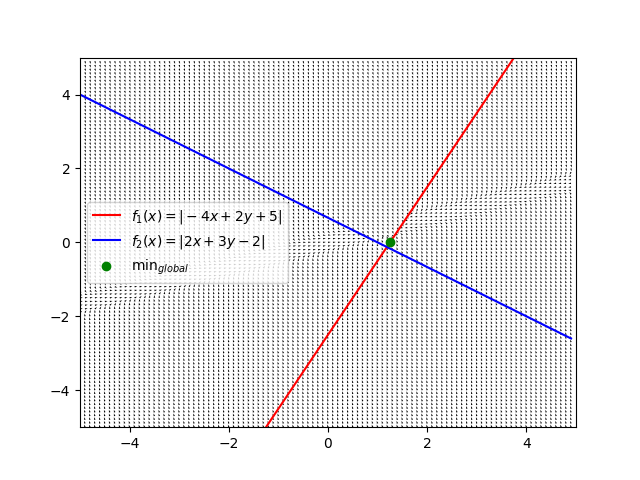 4
2
0
−2
−4
f₁(x) = |− 4x + 2y + 5|
f₂(x) = |2x + 3y − 2|
min_global
−4 −2 0 2 4